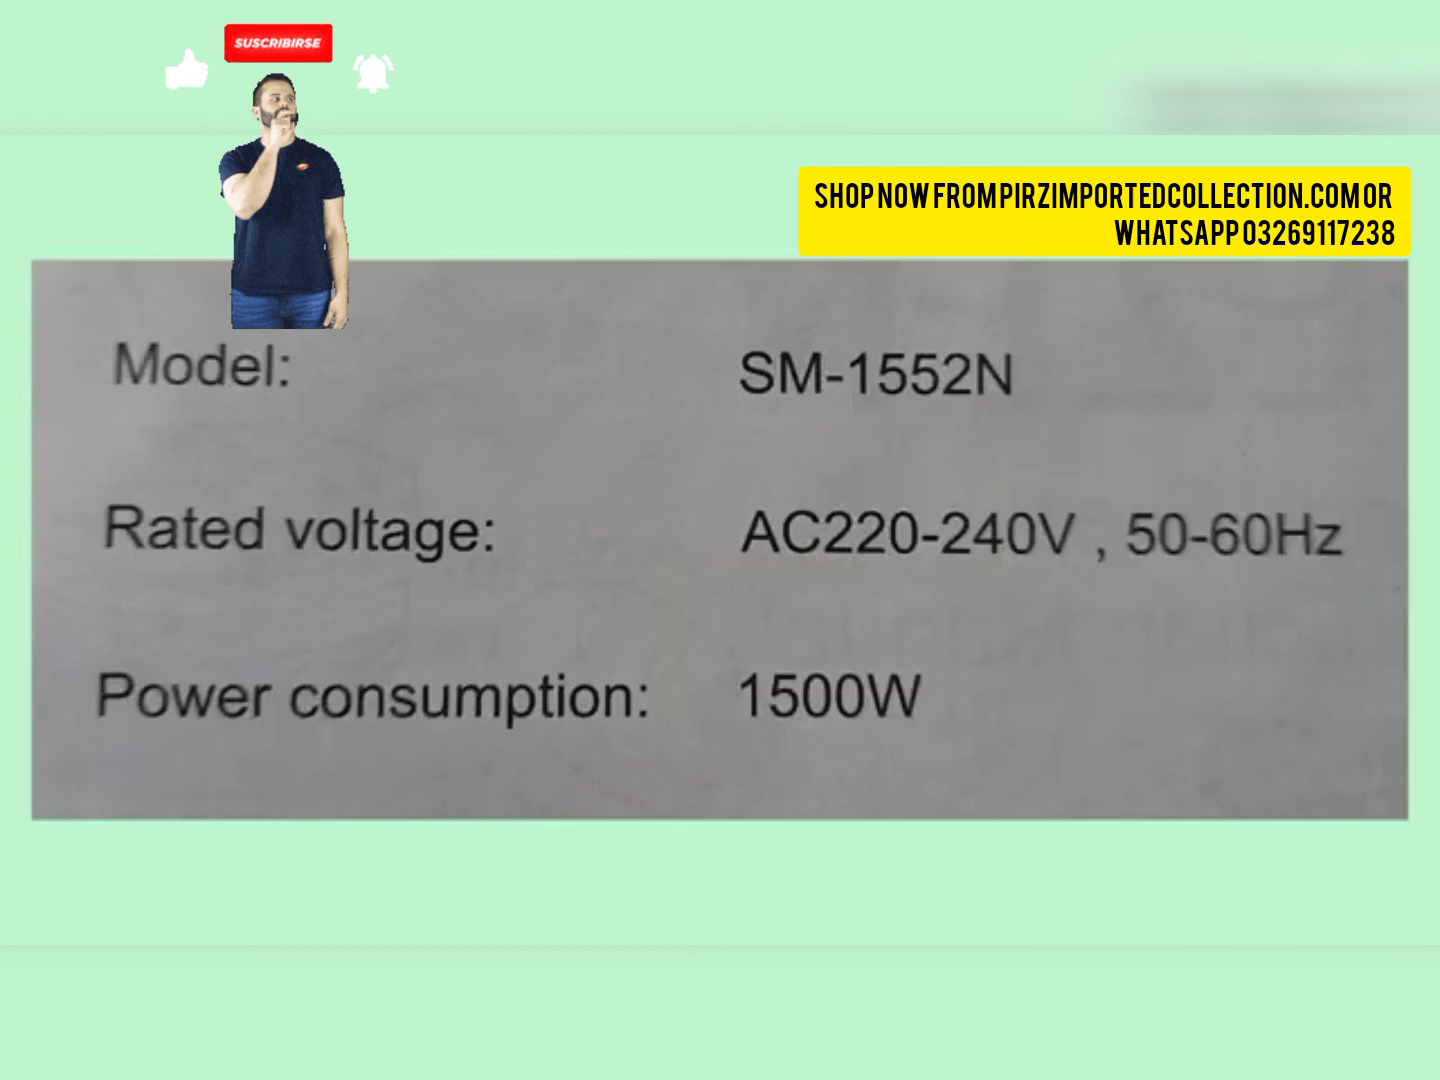 SUSCRIBIRSE
SHOP NOW FROM PIRZIMPORTEDCOLLECTION.COM OR
WHATSAPP 03269117238
Model: SM-1552N
Rated voltage: AC220-240V , 50-60Hz
Power consumption: 1500W